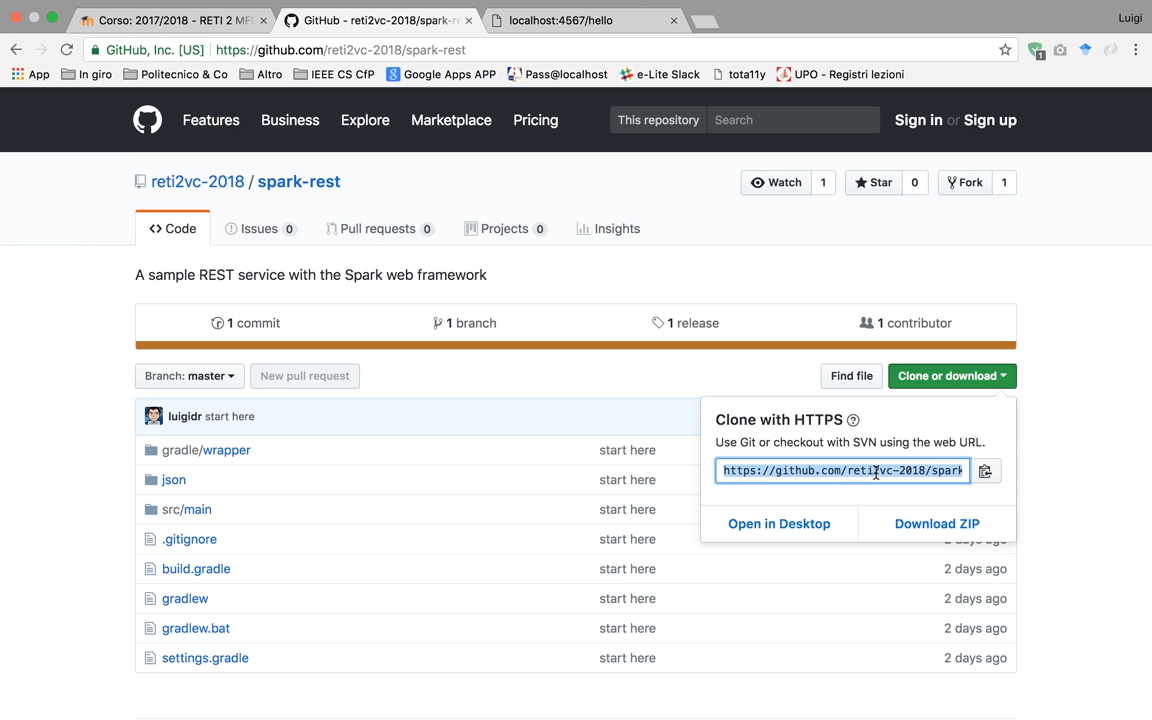 Corso: 2017/2018 - RETI 2 MFC
GitHub - reti2vc-2018/spark-re
localhost:4567/hello
Luigi
GitHub, Inc. [US] https://github.com/reti2vc-2018/spark-rest
1
App In giro Politecnico & Co Altro IEEE CS CfP Google Apps APP Pass@localhost e-Lite Slack tota11y UPO - Registri lezioni
Features Business Explore Marketplace Pricing This repository Search Sign in or Sign up
reti2vc-2018 / spark-rest
Watch 1 Star 0 Fork 1
Code Issues 0 Pull requests 0 Projects 0 Insights
A sample REST service with the Spark web framework
1 commit 1 branch 1 release 1 contributor
Branch: master New pull request Find file Clone or download
luigidr start here
Clone with HTTPS
Use Git or checkout with SVN using the web URL.
https://github.com/reti2vc-2018/spark
Open in Desktop Download ZIP
gradle/wrapper start here
json start here
src/main start here
.gitignore start here 2 days ago
build.gradle start here 2 days ago
gradlew start here 2 days ago
gradlew.bat start here 2 days ago
settings.gradle start here 2 days ago